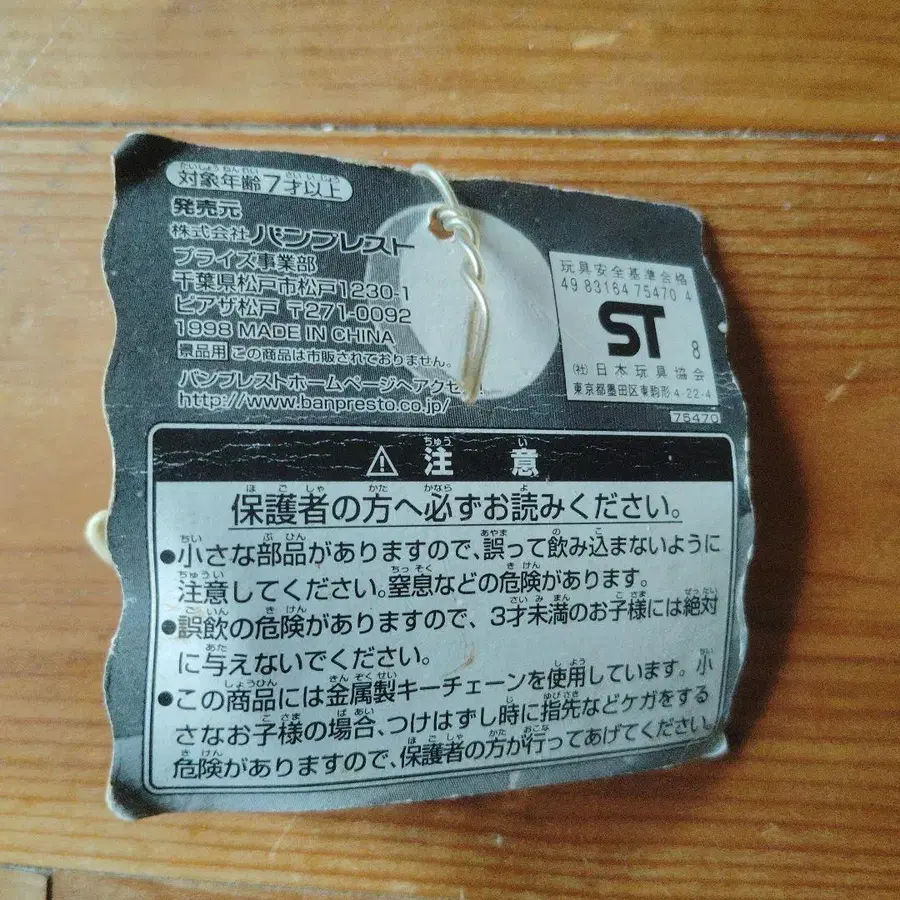 対象年齢7才以上
発売元
株式会社バンプレスト
プライズ事業部
千葉県松戸市松戸1230-1
ピアザ松戸 〒271-0092
1998 MADE IN CHINA
景品用 この商品は市販されておりません。
バンプレストホームページへアクセス!
http://www.banpresto.co.jp/
玩具安全基準合格
49 83164 75470 4
ST 8
(社)日本玩具協会
東京都墨田区東駒形4-22-4
75470
⚠ 注意
保護者の方へ必ずお読みください。
●小さな部品がありますので、誤って飲み込まないように
注意してください。窒息などの危険があります。
●誤飲の危険がありますので、3才未満のお子様には絶対
に与えないでください。
●この商品には金属製キーチェーンを使用しています。小
さなお子様の場合、つけはずし時に指先などケガをする
危険がありますので、保護者の方が行ってあげてください。